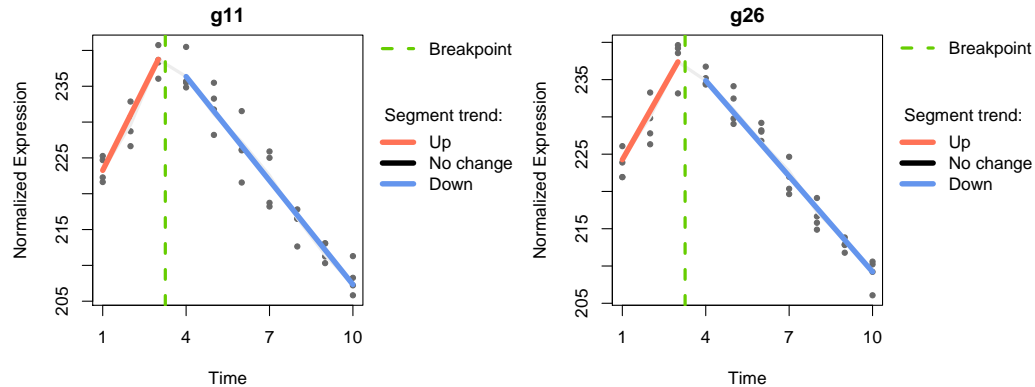 g11
Normalized Expression
235
225
215
205
1
4
7
10
Time
Breakpoint
Segment trend:
Up
No change
Down
g26
Normalized Expression
235
225
215
205
1
4
7
10
Time
Breakpoint
Segment trend:
Up
No change
Down